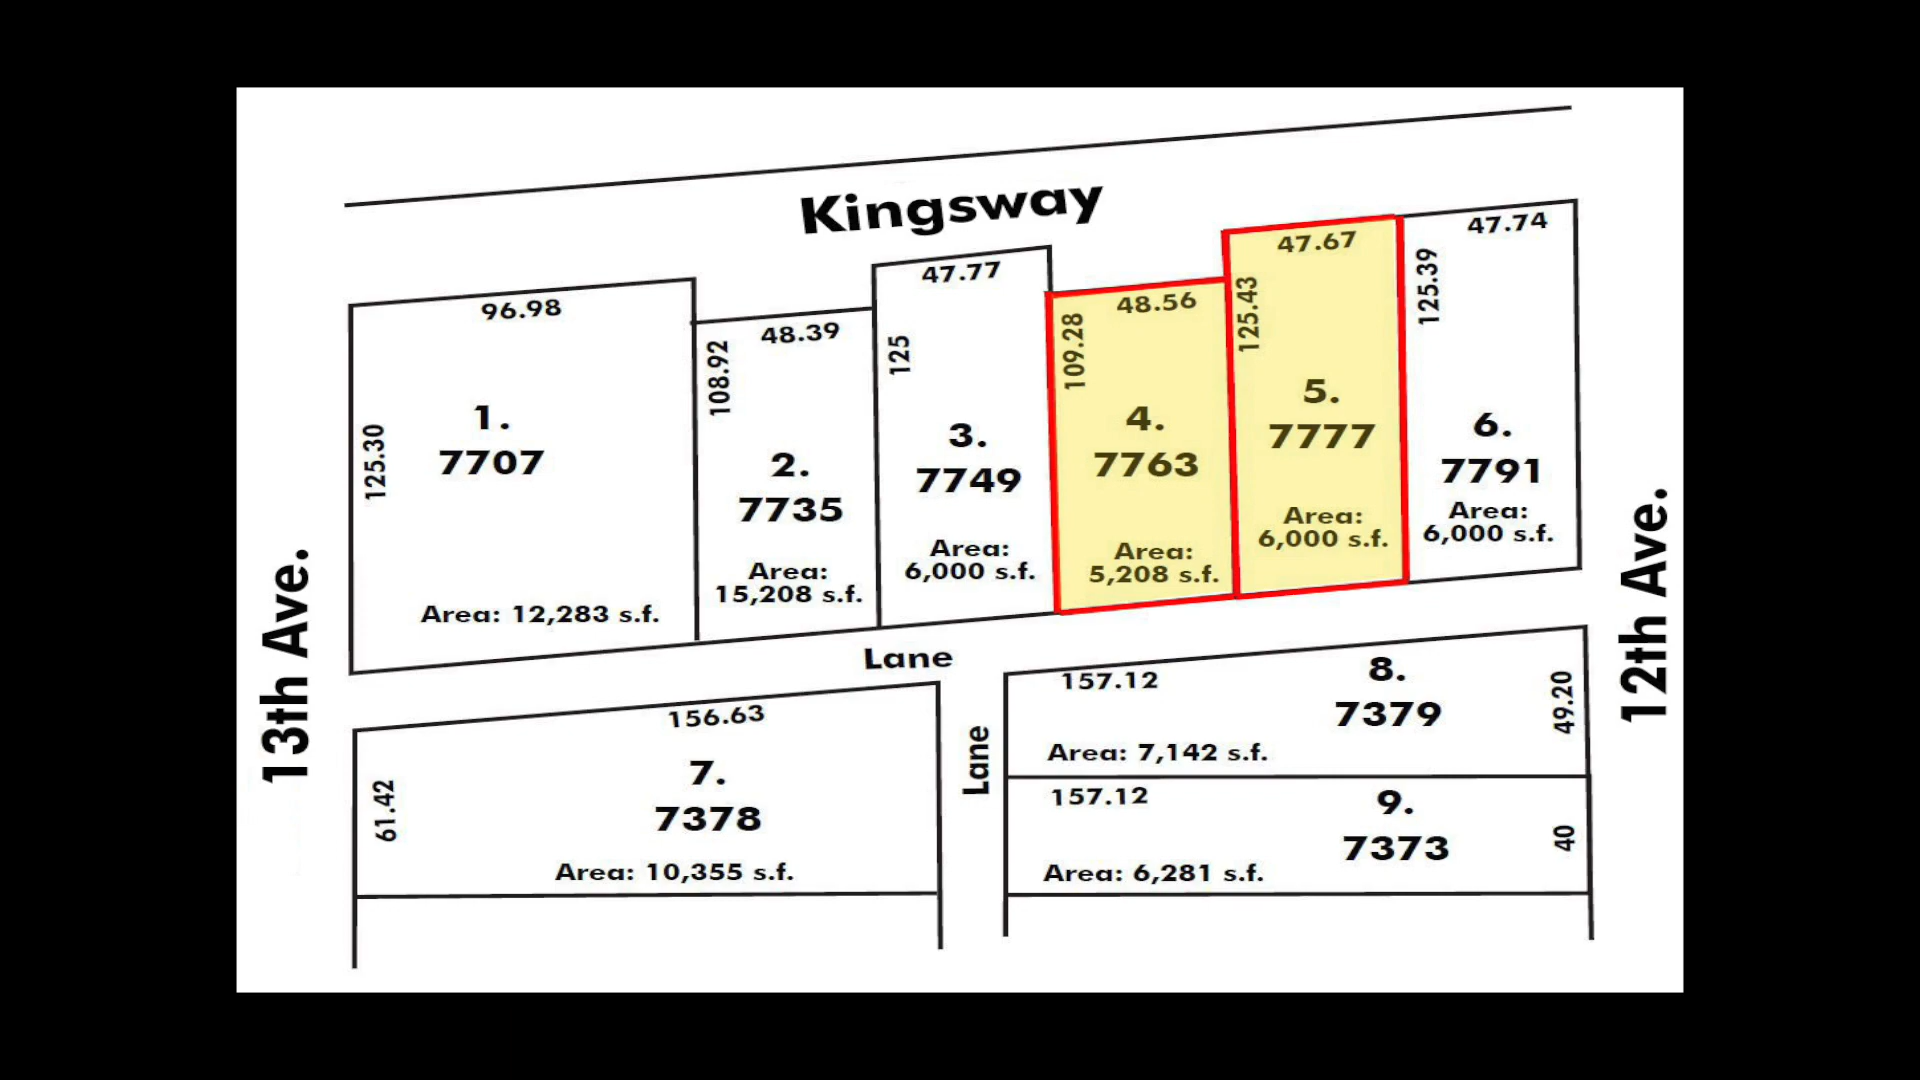 Kingsway
13th Ave.
96.98
125.30
1.
7707
Area: 12,283 s.f.
48.39
108.92
2.
7735
Area:
15,208 s.f.
47.77
125
3.
7749
Area:
6,000 s.f.
48.56
109.28
4.
7763
Area:
5,208 s.f.
47.67
125.43
5.
7777
Area:
6,000 s.f.
47.74
125.39
6.
7791
Area:
6,000 s.f.
12th Ave.
Lane
156.63
61.42
7.
7378
Area: 10,355 s.f.
Lane
157.12
8.
7379
49.20
Area: 7,142 s.f.
157.12
9.
7373
40
Area: 6,281 s.f.